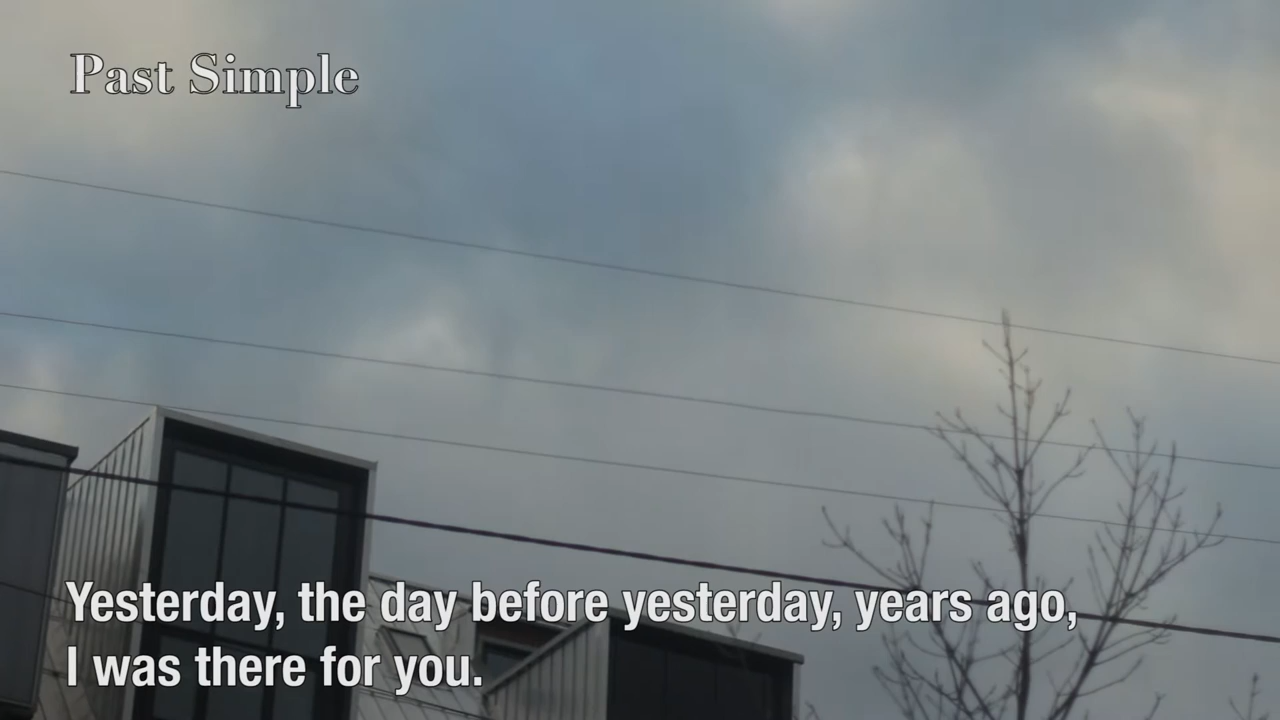 Past Simple
Yesterday, the day before yesterday, years ago,
I was there for you.